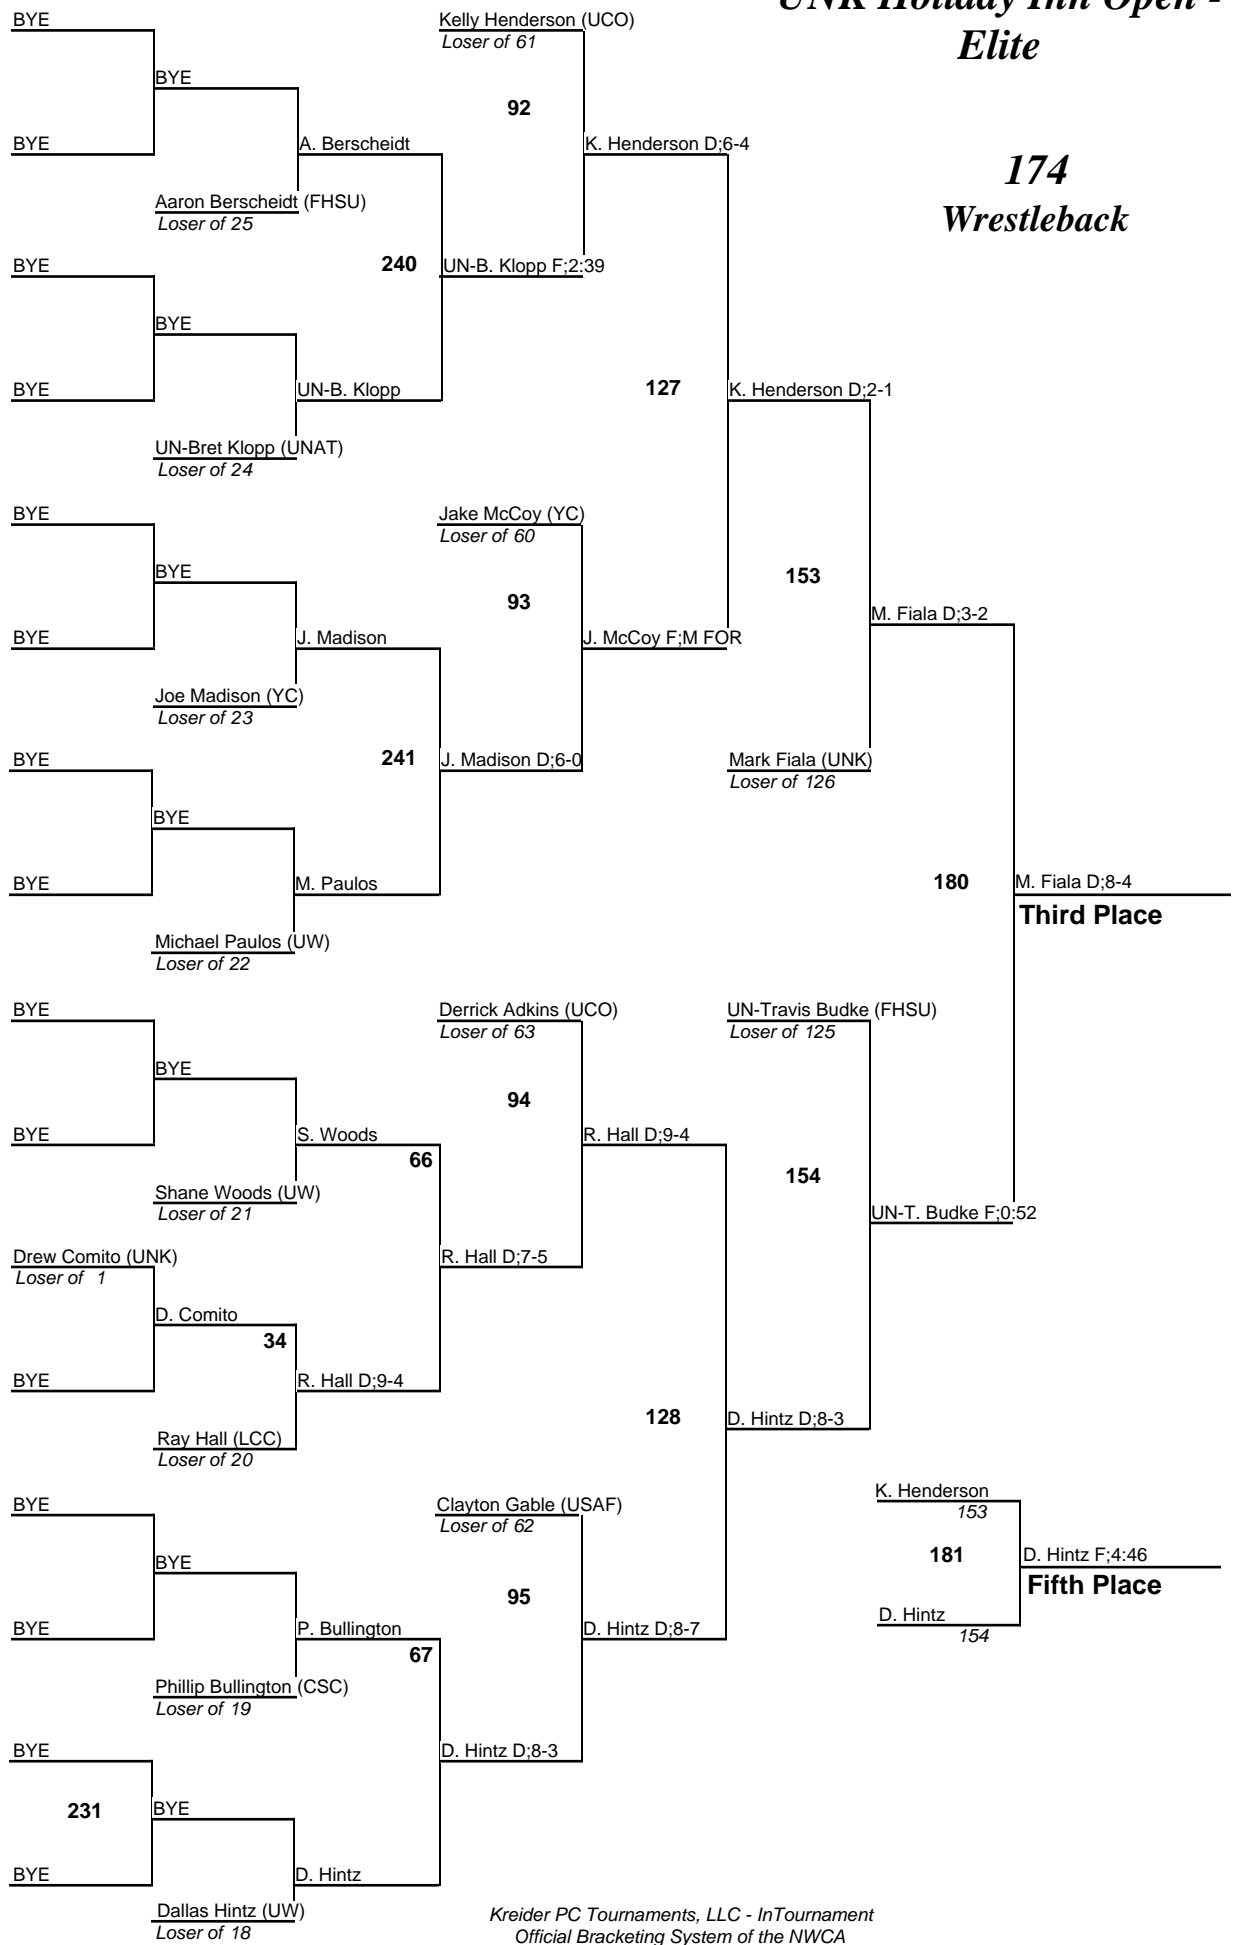 UNK Holiday Inn Open -
Elite
174
Wrestleback
BYE
Kelly Henderson (UCO)
Loser of 61
BYE
92
BYE
A. Berscheidt
K. Henderson D;6-4
Aaron Berscheidt (FHSU)
Loser of 25
BYE
240
UN-B. Klopp F;2:39
BYE
BYE
UN-B. Klopp
127
K. Henderson D;2-1
UN-Bret Klopp (UNAT)
Loser of 24
BYE
Jake McCoy (YC)
Loser of 60
BYE
153
93
M. Fiala D;3-2
BYE
J. Madison
J. McCoy F;M FOR
Joe Madison (YC)
Loser of 23
BYE
241
J. Madison D;6-0
Mark Fiala (UNK)
Loser of 126
BYE
BYE
M. Paulos
180
M. Fiala D;8-4
Third Place
Michael Paulos (UW)
Loser of 22
BYE
Derrick Adkins (UCO)
Loser of 63
UN-Travis Budke (FHSU)
Loser of 125
BYE
94
BYE
S. Woods
66
R. Hall D;9-4
154
Shane Woods (UW)
Loser of 21
UN-T. Budke F;0:52
Drew Comito (UNK)
Loser of 1
R. Hall D;7-5
D. Comito
34
BYE
R. Hall D;9-4
128
D. Hintz D;8-3
Ray Hall (LCC)
Loser of 20
BYE
Clayton Gable (USAF)
Loser of 62
K. Henderson
153
BYE
181
D. Hintz F;4:46
Fifth Place
95
BYE
P. Bullington
67
D. Hintz D;8-7
D. Hintz
154
Phillip Bullington (CSC)
Loser of 19
BYE
D. Hintz D;8-3
231
BYE
BYE
D. Hintz
Dallas Hintz (UW)
Loser of 18
Kreider PC Tournaments, LLC - InTournament
Official Bracketing System of the NWCA